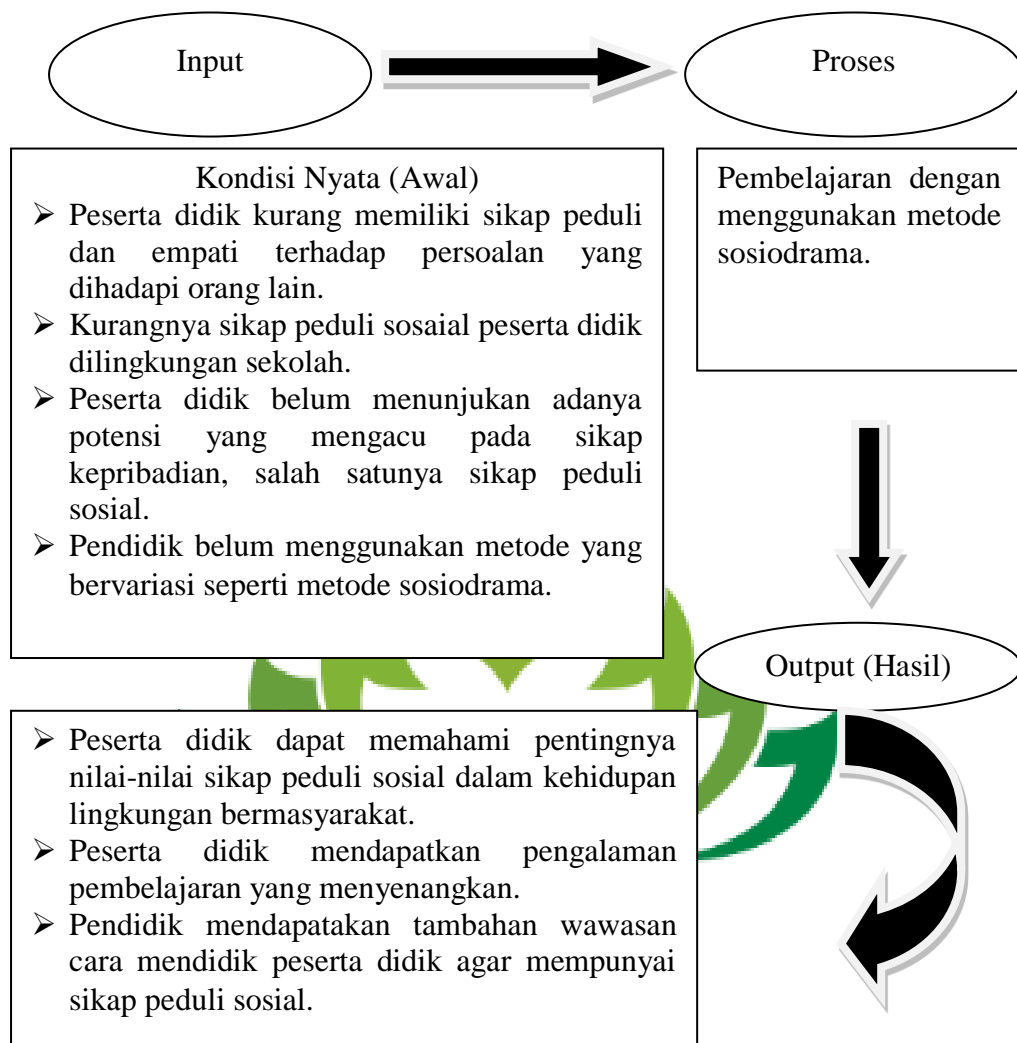 Input
Proses
Kondisi Nyata (Awal)
➢ Peserta didik kurang memiliki sikap peduli
dan empati terhadap persoalan yang
dihadapi orang lain.
➢ Kurangnya sikap peduli sosaial peserta didik
dilingkungan sekolah.
➢ Peserta didik belum menunjukan adanya
potensi yang mengacu pada sikap
kepribadian, salah satunya sikap peduli
sosial.
➢ Pendidik belum menggunakan metode yang
bervariasi seperti metode sosiodrama.
Pembelajaran dengan
menggunakan metode
sosiodrama.
Output (Hasil)
➢ Peserta didik dapat memahami pentingnya
nilai-nilai sikap peduli sosial dalam kehidupan
lingkungan bermasyarakat.
➢ Peserta didik mendapatkan pengalaman
pembelajaran yang menyenangkan.
➢ Pendidik mendapatakan tambahan wawasan
cara mendidik peserta didik agar mempunyai
sikap peduli sosial.